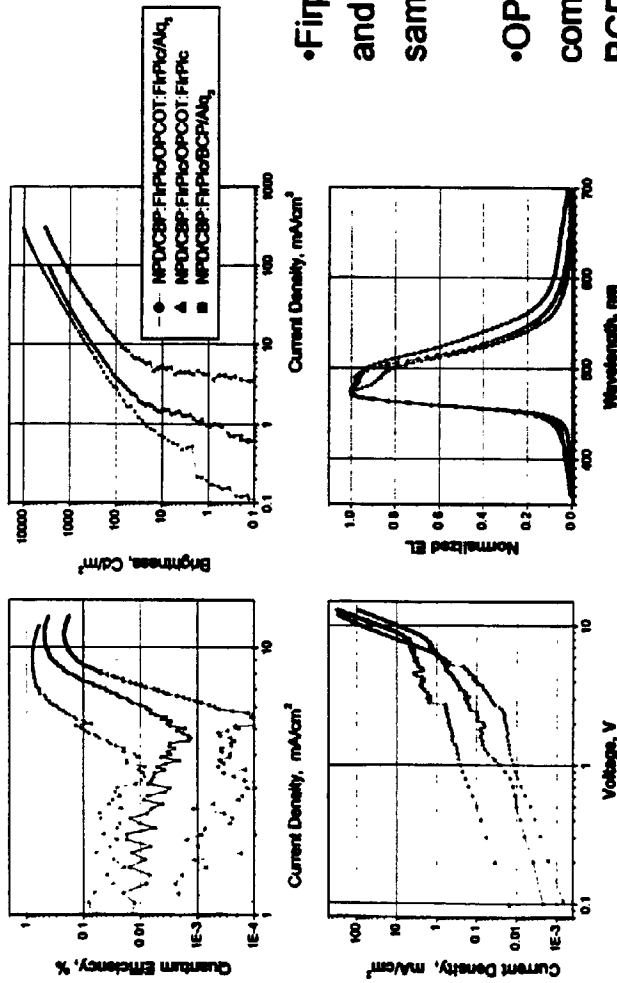 Quantum Efficiency, %
1
0.1
0.01
1E-3
1E-4
1
10
Current Density, mA/cm²
Brightness, Cd/m²
10000
1000
100
10
1
0.1
0.1
1
10
100
1000
Current Density, mA/cm²
NPD/CBP:FIrPic/OPCOT:FIrPic/Alq₃
NPD/CBP:FIrPic/OPCOT:FIrPic
NPD/CBP:FIrPic/BCP/Alq₃
Current Density, mA/cm²
100
10
1
0.1
0.01
1E-3
0.1
1
10
Voltage, V
Normalized EL
1.0
0.8
0.6
0.4
0.2
0.0
400
500
600
700
Wavelength, nm
•Firp
and
sam
•OP
com
BCP